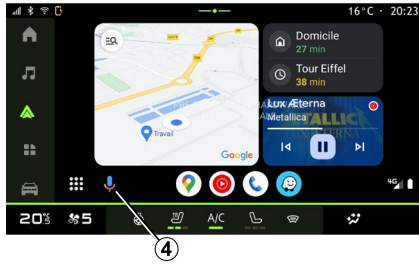 16°C · 20:23
Domicile
27 min
Tour Eiffel
38 min
Lux Æterna
Metallica
Travail
Google
4G
20°
5
A/C
4